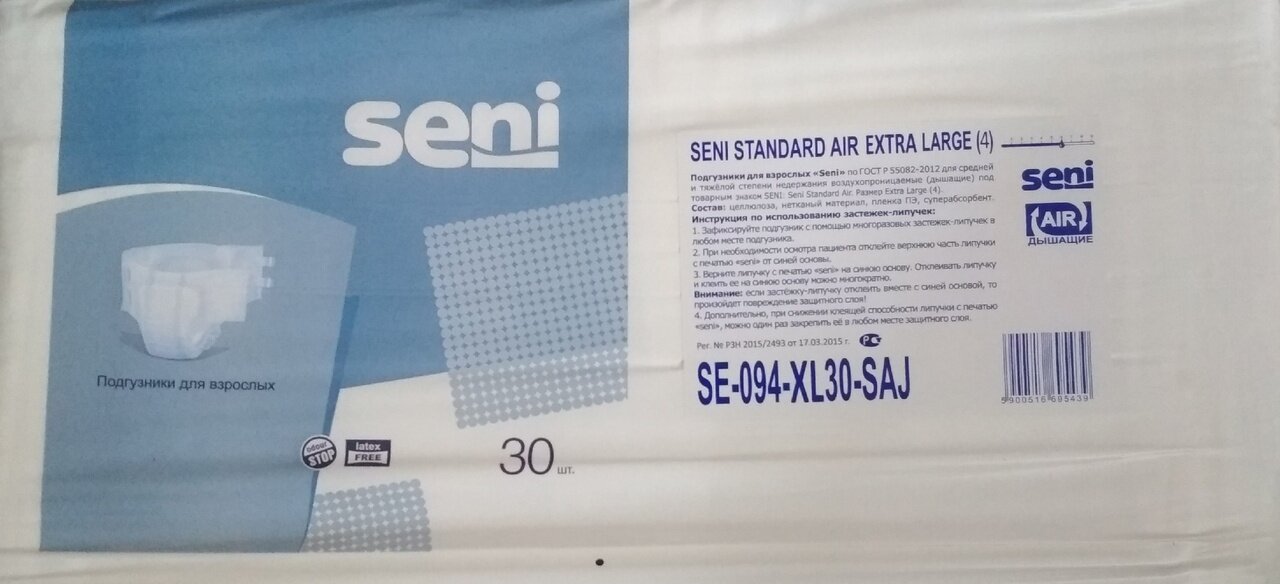 seni
Подгузники для взрослых
odour
STOP
latex
FREE
30 шт.
SENI STANDARD AIR EXTRA LARGE (4)
Подгузники для взрослых «Seni» по ГОСТ Р 55082-2012 для средней
и тяжёлой степени недержания воздухопроницаемые (дышащие) под
товарным знаком SENI: Seni Standard Air. Размер Extra Large (4).
Состав: целлюлоза, нетканый материал, пленка ПЭ, суперабсорбент.
Инструкция по использованию застежек-липучек:
1. Зафиксируйте подгузник с помощью многоразовых застежек-липучек в
любом месте подгузника.
2. При необходимости осмотра пациента отклейте верхнюю часть липучки
с печатью «seni» от синей основы.
3. Верните липучку с печатью «seni» на синюю основу. Отклеивать липучку
и клеить ее на синюю основу можно многократно.
Внимание: если застёжку-липучку отклеить вместе с синей основой, то
произойдет повреждение защитного слоя!
4. Дополнительно, при снижении клеящей способности липучки с печатью
«seni», можно один раз закрепить её в любом месте защитного слоя.
Рег. № РЗН 2015/2493 от 17.03.2015 г.
SE-094-XL30-SAJ
seni
AIR
ДЫШАЩИЕ
5900516695439